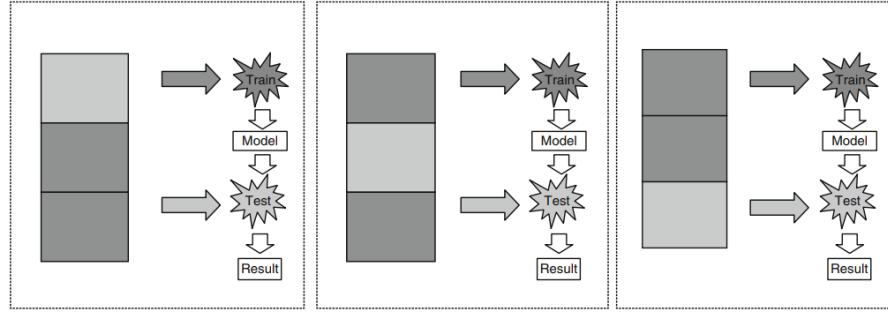 Train
Model
Test
Result
Train
Model
Test
Result
Train
Model
Test
Result